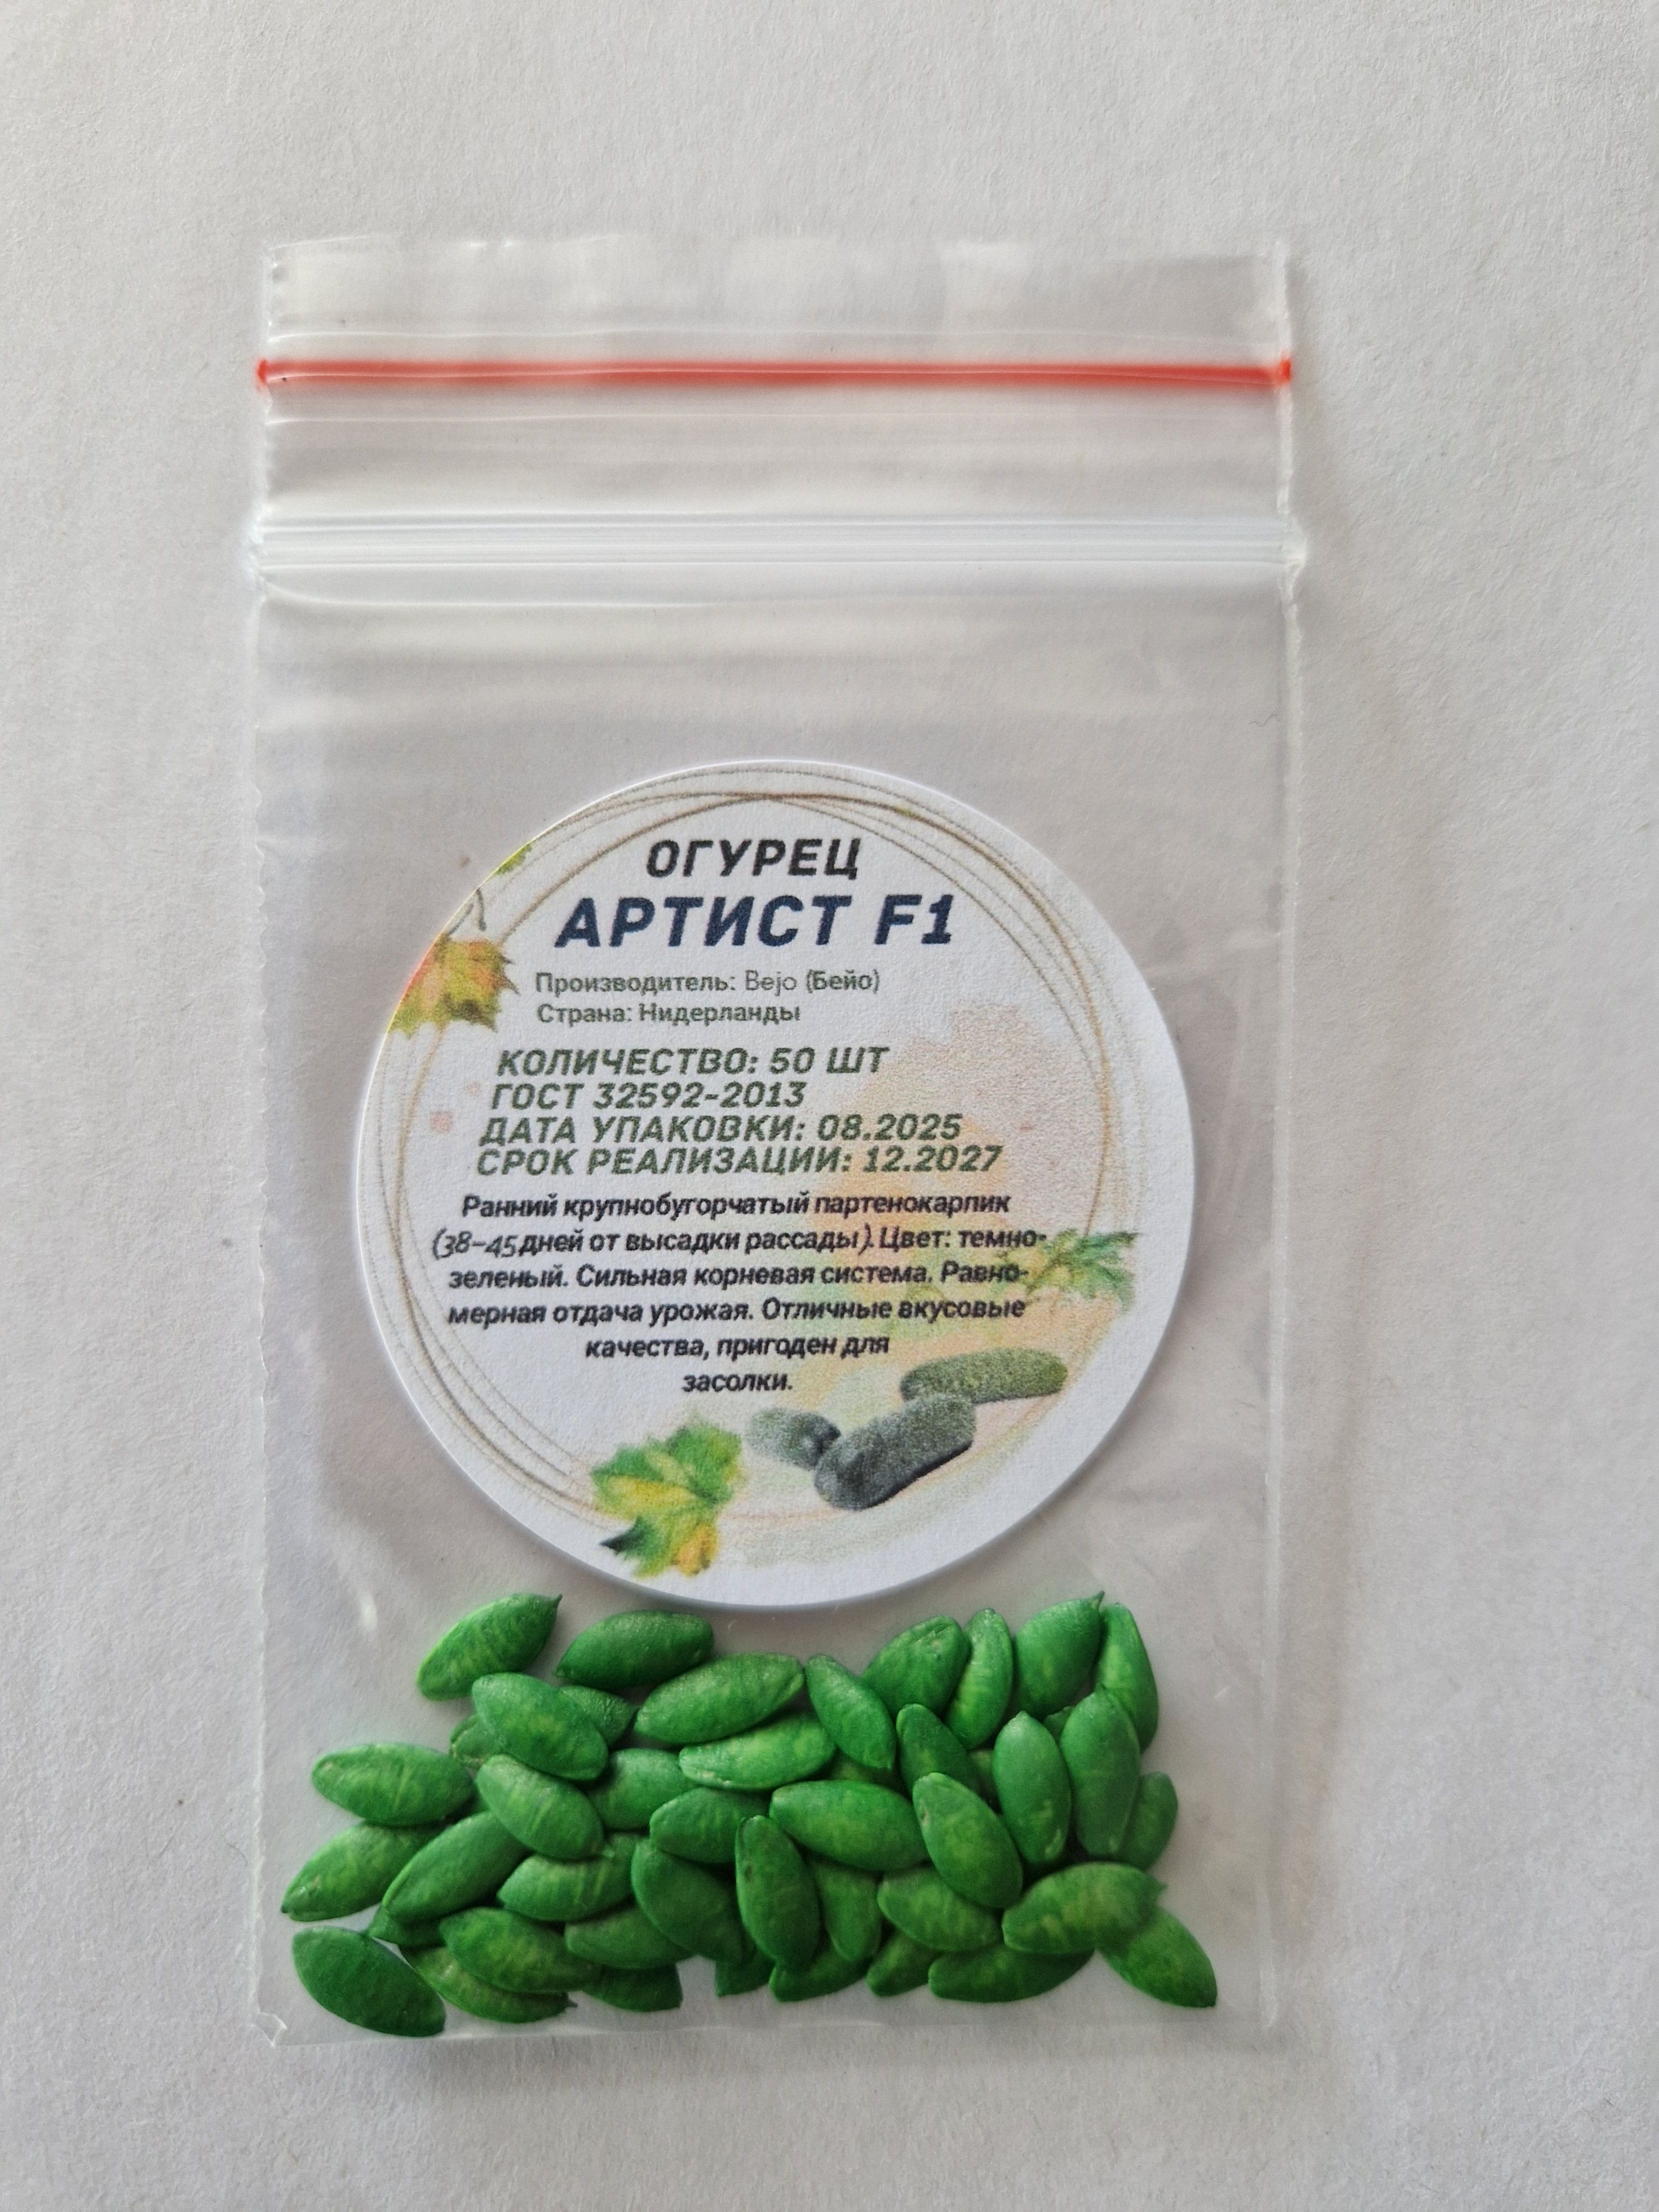 ОГУРЕЦ
АРТИСТ F1
Производитель: Bejo (Бейо)
Страна: Нидерланды
КОЛИЧЕСТВО: 50 ШТ
ГОСТ 32592-2013
ДАТА УПАКОВКИ: 08.2025
СРОК РЕАЛИЗАЦИИ: 12.2027
Ранний крупнобугорчатый партенокарпик
(38-45 дней от высадки рассады). Цвет: темно-
зеленый. Сильная корневая система. Равно-
мерная отдача урожая. Отличные вкусовые
качества, пригоден для
засолки.